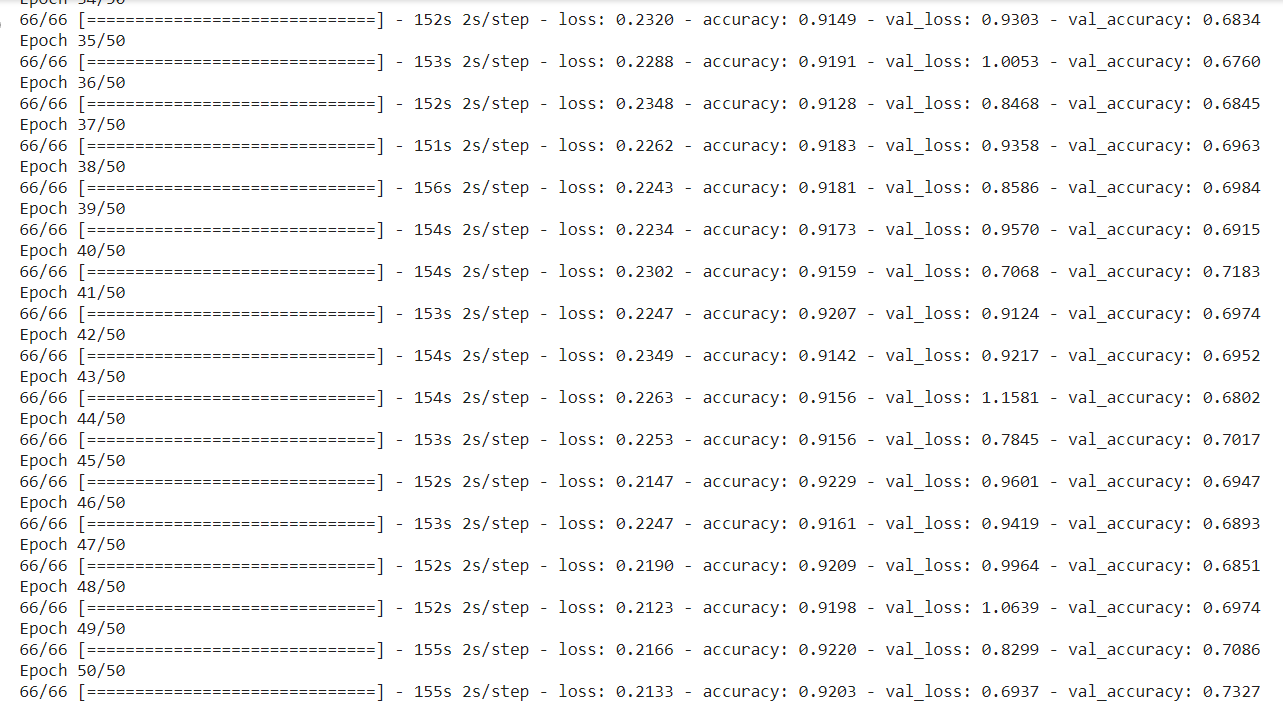 Epoch 34/50
66/66 [==============================] - 152s 2s/step - loss: 0.2320 - accuracy: 0.9149 - val_loss: 0.9303 - val_accuracy: 0.6834
Epoch 35/50
66/66 [==============================] - 153s 2s/step - loss: 0.2288 - accuracy: 0.9191 - val_loss: 1.0053 - val_accuracy: 0.6760
Epoch 36/50
66/66 [==============================] - 152s 2s/step - loss: 0.2348 - accuracy: 0.9128 - val_loss: 0.8468 - val_accuracy: 0.6845
Epoch 37/50
66/66 [==============================] - 151s 2s/step - loss: 0.2262 - accuracy: 0.9183 - val_loss: 0.9358 - val_accuracy: 0.6963
Epoch 38/50
66/66 [==============================] - 156s 2s/step - loss: 0.2243 - accuracy: 0.9181 - val_loss: 0.8586 - val_accuracy: 0.6984
Epoch 39/50
66/66 [==============================] - 154s 2s/step - loss: 0.2234 - accuracy: 0.9173 - val_loss: 0.9570 - val_accuracy: 0.6915
Epoch 40/50
66/66 [==============================] - 154s 2s/step - loss: 0.2302 - accuracy: 0.9159 - val_loss: 0.7068 - val_accuracy: 0.7183
Epoch 41/50
66/66 [==============================] - 153s 2s/step - loss: 0.2247 - accuracy: 0.9207 - val_loss: 0.9124 - val_accuracy: 0.6974
Epoch 42/50
66/66 [==============================] - 154s 2s/step - loss: 0.2349 - accuracy: 0.9142 - val_loss: 0.9217 - val_accuracy: 0.6952
Epoch 43/50
66/66 [==============================] - 154s 2s/step - loss: 0.2263 - accuracy: 0.9156 - val_loss: 1.1581 - val_accuracy: 0.6802
Epoch 44/50
66/66 [==============================] - 153s 2s/step - loss: 0.2253 - accuracy: 0.9156 - val_loss: 0.7845 - val_accuracy: 0.7017
Epoch 45/50
66/66 [==============================] - 152s 2s/step - loss: 0.2147 - accuracy: 0.9229 - val_loss: 0.9601 - val_accuracy: 0.6947
Epoch 46/50
66/66 [==============================] - 153s 2s/step - loss: 0.2247 - accuracy: 0.9161 - val_loss: 0.9419 - val_accuracy: 0.6893
Epoch 47/50
66/66 [==============================] - 152s 2s/step - loss: 0.2190 - accuracy: 0.9209 - val_loss: 0.9964 - val_accuracy: 0.6851
Epoch 48/50
66/66 [==============================] - 152s 2s/step - loss: 0.2123 - accuracy: 0.9198 - val_loss: 1.0639 - val_accuracy: 0.6974
Epoch 49/50
66/66 [==============================] - 155s 2s/step - loss: 0.2166 - accuracy: 0.9220 - val_loss: 0.8299 - val_accuracy: 0.7086
Epoch 50/50
66/66 [==============================] - 155s 2s/step - loss: 0.2133 - accuracy: 0.9203 - val_loss: 0.6937 - val_accuracy: 0.7327